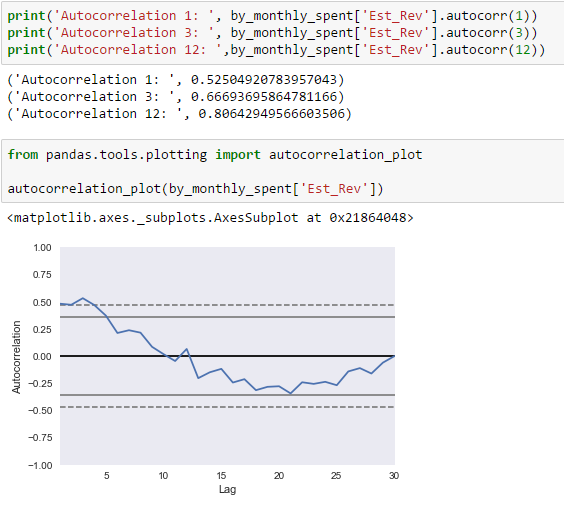 print('Autocorrelation 1: ', by_monthly_spent['Est_Rev'].autocorr(1))
print('Autocorrelation 3: ', by_monthly_spent['Est_Rev'].autocorr(3))
print('Autocorrelation 12: ',by_monthly_spent['Est_Rev'].autocorr(12))
('Autocorrelation 1: ', 0.52504920783957043)
('Autocorrelation 3: ', 0.66693695864781166)
('Autocorrelation 12: ', 0.80642949566603506)
from pandas.tools.plotting import autocorrelation_plot
autocorrelation_plot(by_monthly_spent['Est_Rev'])
<matplotlib.axes._subplots.AxesSubplot at 0x21864048>
1.00
0.75
0.50
0.25
0.00
−0.25
−0.50
−0.75
−1.00
Autocorrelation
5 10 15 20 25 30
Lag